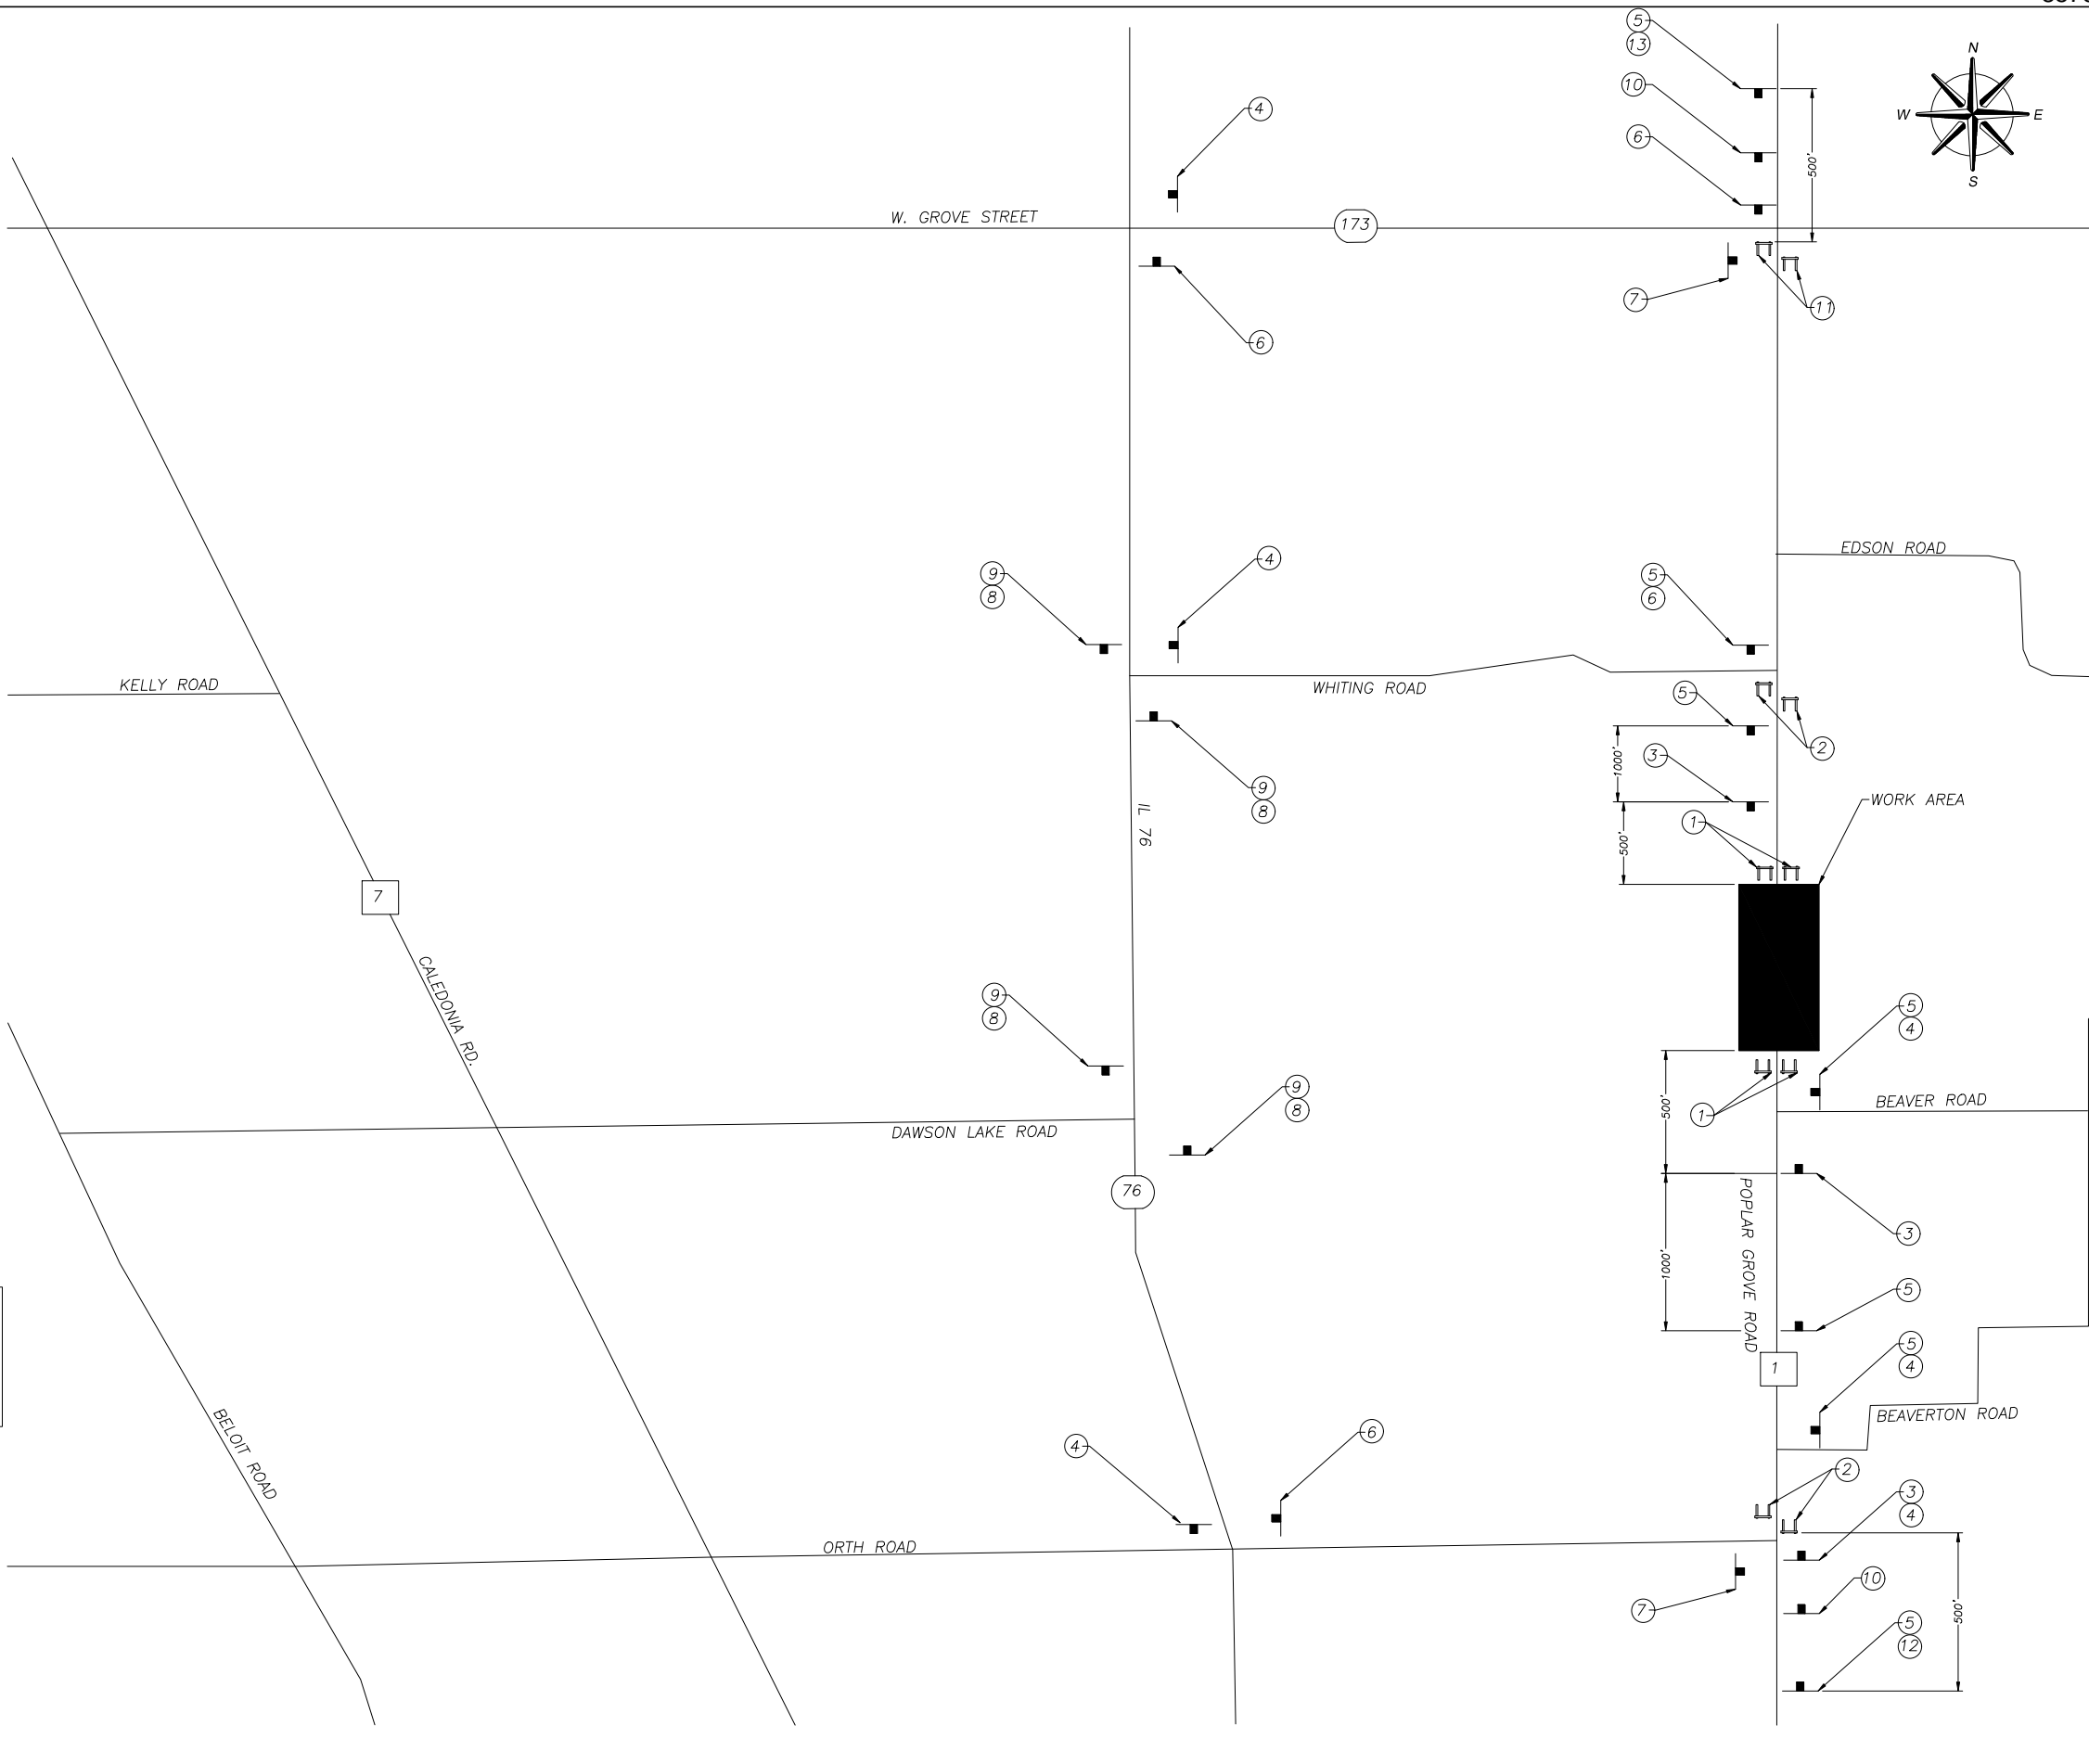 5
13
N
10
4
W
E
6
500'
S
W. GROVE STREET
173
7
11
6
EDSON ROAD
4
9
8
5
6
KELLY ROAD
WHITING ROAD
5
2
1000'
3
9
8
WORK AREA
IL 76
1
500'
7
CALEDONIA RD.
9
8
5
4
9
8
BEAVER ROAD
500'
1
DAWSON LAKE ROAD
76
POPLAR GROVE ROAD
3
1000'
5
5
4
1
BELOIT ROAD
BEAVERTON ROAD
4
6
2
3
4
ORTH ROAD
10
7
500'
5
12